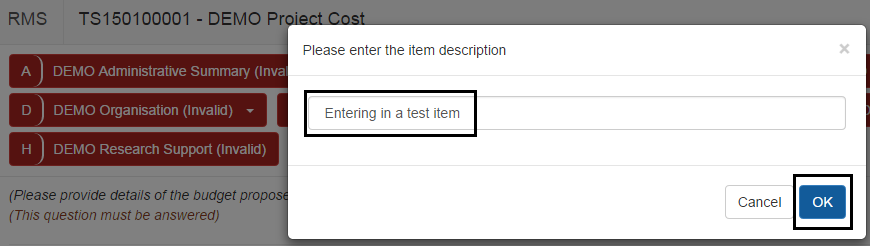 RMS TS150100001 - DEMO Project Cost
Please enter the item description ×
A DEMO Administrative Summary (Inval
Entering in a test item
D DEMO Organisation (Invalid)
H DEMO Research Support (Invalid)
(Please provide details of the budget propose
Cancel OK
(This question must be answered)